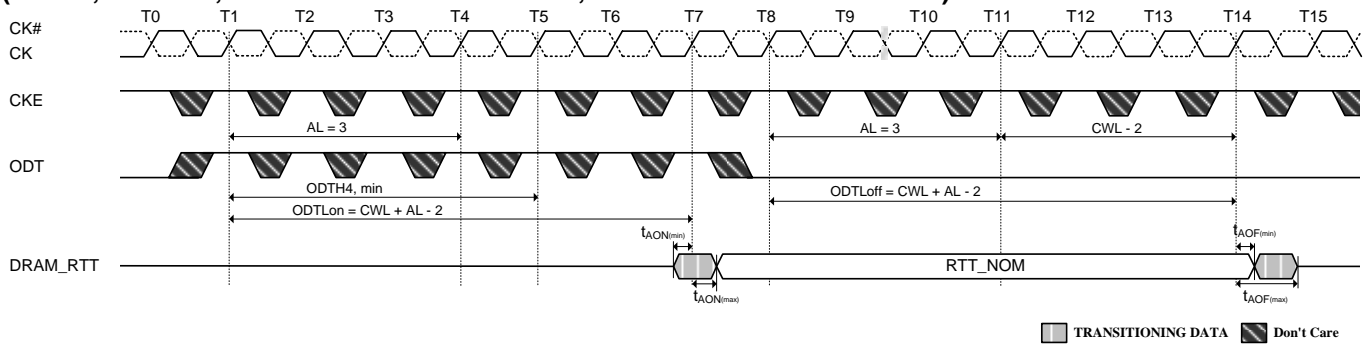 T0 T1 T2 T3 T4 T5 T6 T7 T8 T9 T10 T11 T12 T13 T14 T15
CK#
CK
CKE
AL = 3 AL = 3 CWL - 2
ODT
ODTH4, min ODTLoff = CWL + AL - 2
ODTLon = CWL + AL - 2
tAON(min) tAOF(min)
DRAM_RTT RTT_NOM
tAON(max) tAOF(max)
TRANSITIONING DATA Don't Care